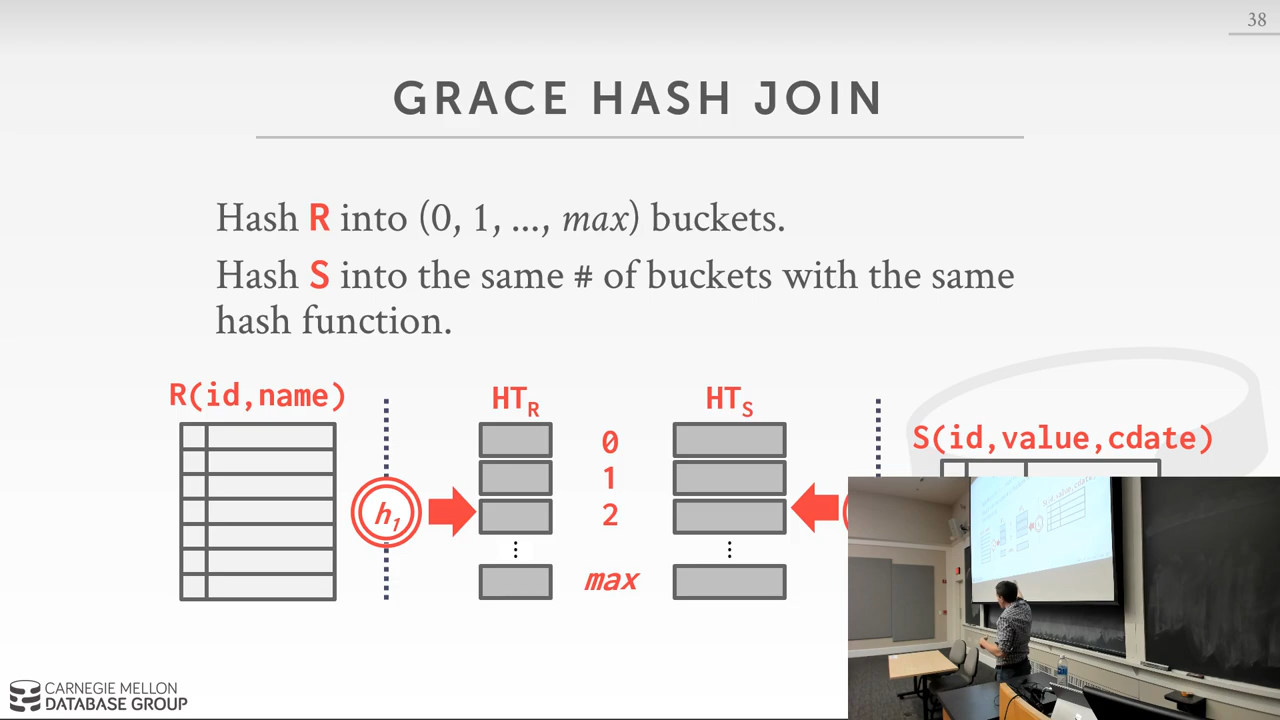 38
GRACE HASH JOIN
Hash R into (0, 1, ..., max) buckets.
Hash S into the same # of buckets with the same
hash function.
R(id,name)
HTR
HTS
S(id,value,cdate)
0
1
h1
2
⋮
⋮
max
CARNEGIE MELLON
DATABASE GROUP